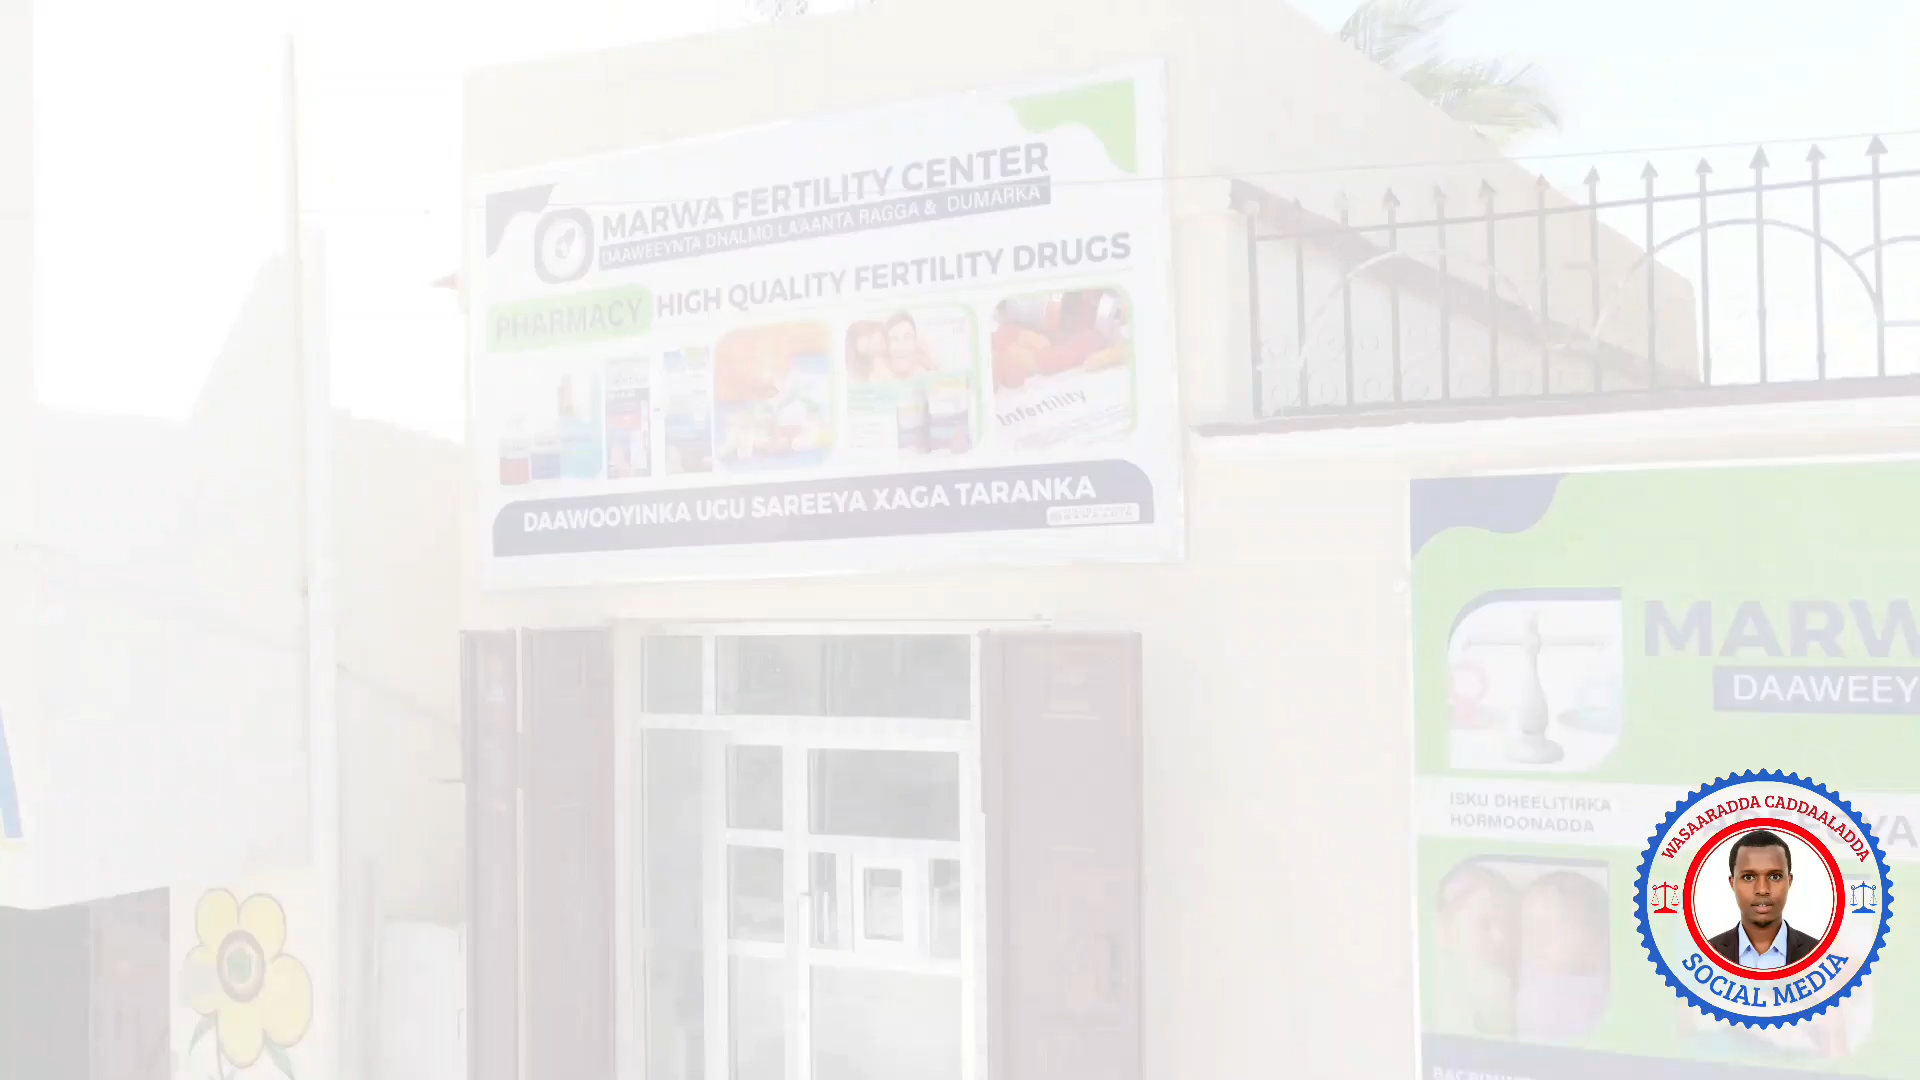 MARWA FERTILITY CENTER
DAAWEEYNTA DHALMO LA'AANTA RAGGA & DUMARKA
PHARMACY HIGH QUALITY FERTILITY DRUGS
Infertility
DAAWOOYINKA UGU SAREEYA XAGA TARANKA
MARW
DAAWEEY
ISKU DHEELITIRKA
HORMOONADDA
WASAARADDA CADDAALADDA
SOCIAL MEDIA